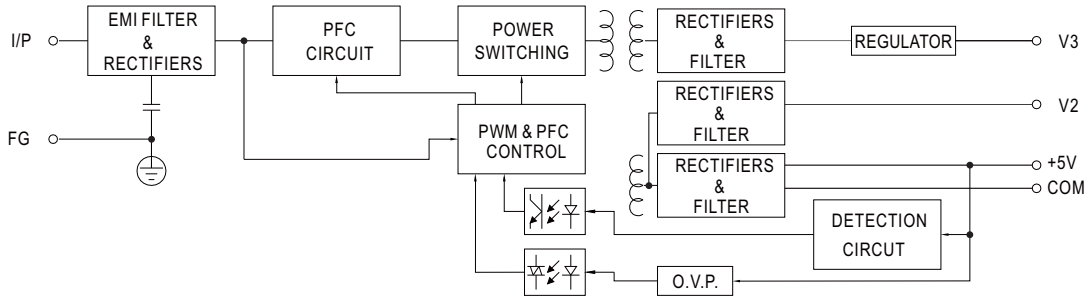 I/P
EMI FILTER
&
RECTIFIERS
PFC
CIRCUIT
POWER
SWITCHING
RECTIFIERS
&
FILTER
REGULATOR
V3
RECTIFIERS
&
FILTER
V2
FG
PWM & PFC
CONTROL
RECTIFIERS
&
FILTER
+5V
COM
DETECTION
CIRCUT
O.V.P.